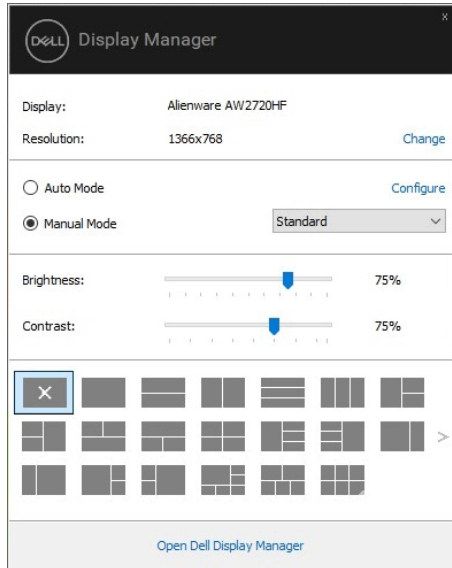 x
DELL Display Manager
Display: Alienware AW2720HF
Resolution: 1366x768 Change
Auto Mode Configure
Manual Mode Standard
Brightness: 75%
Contrast: 75%
Open Dell Display Manager